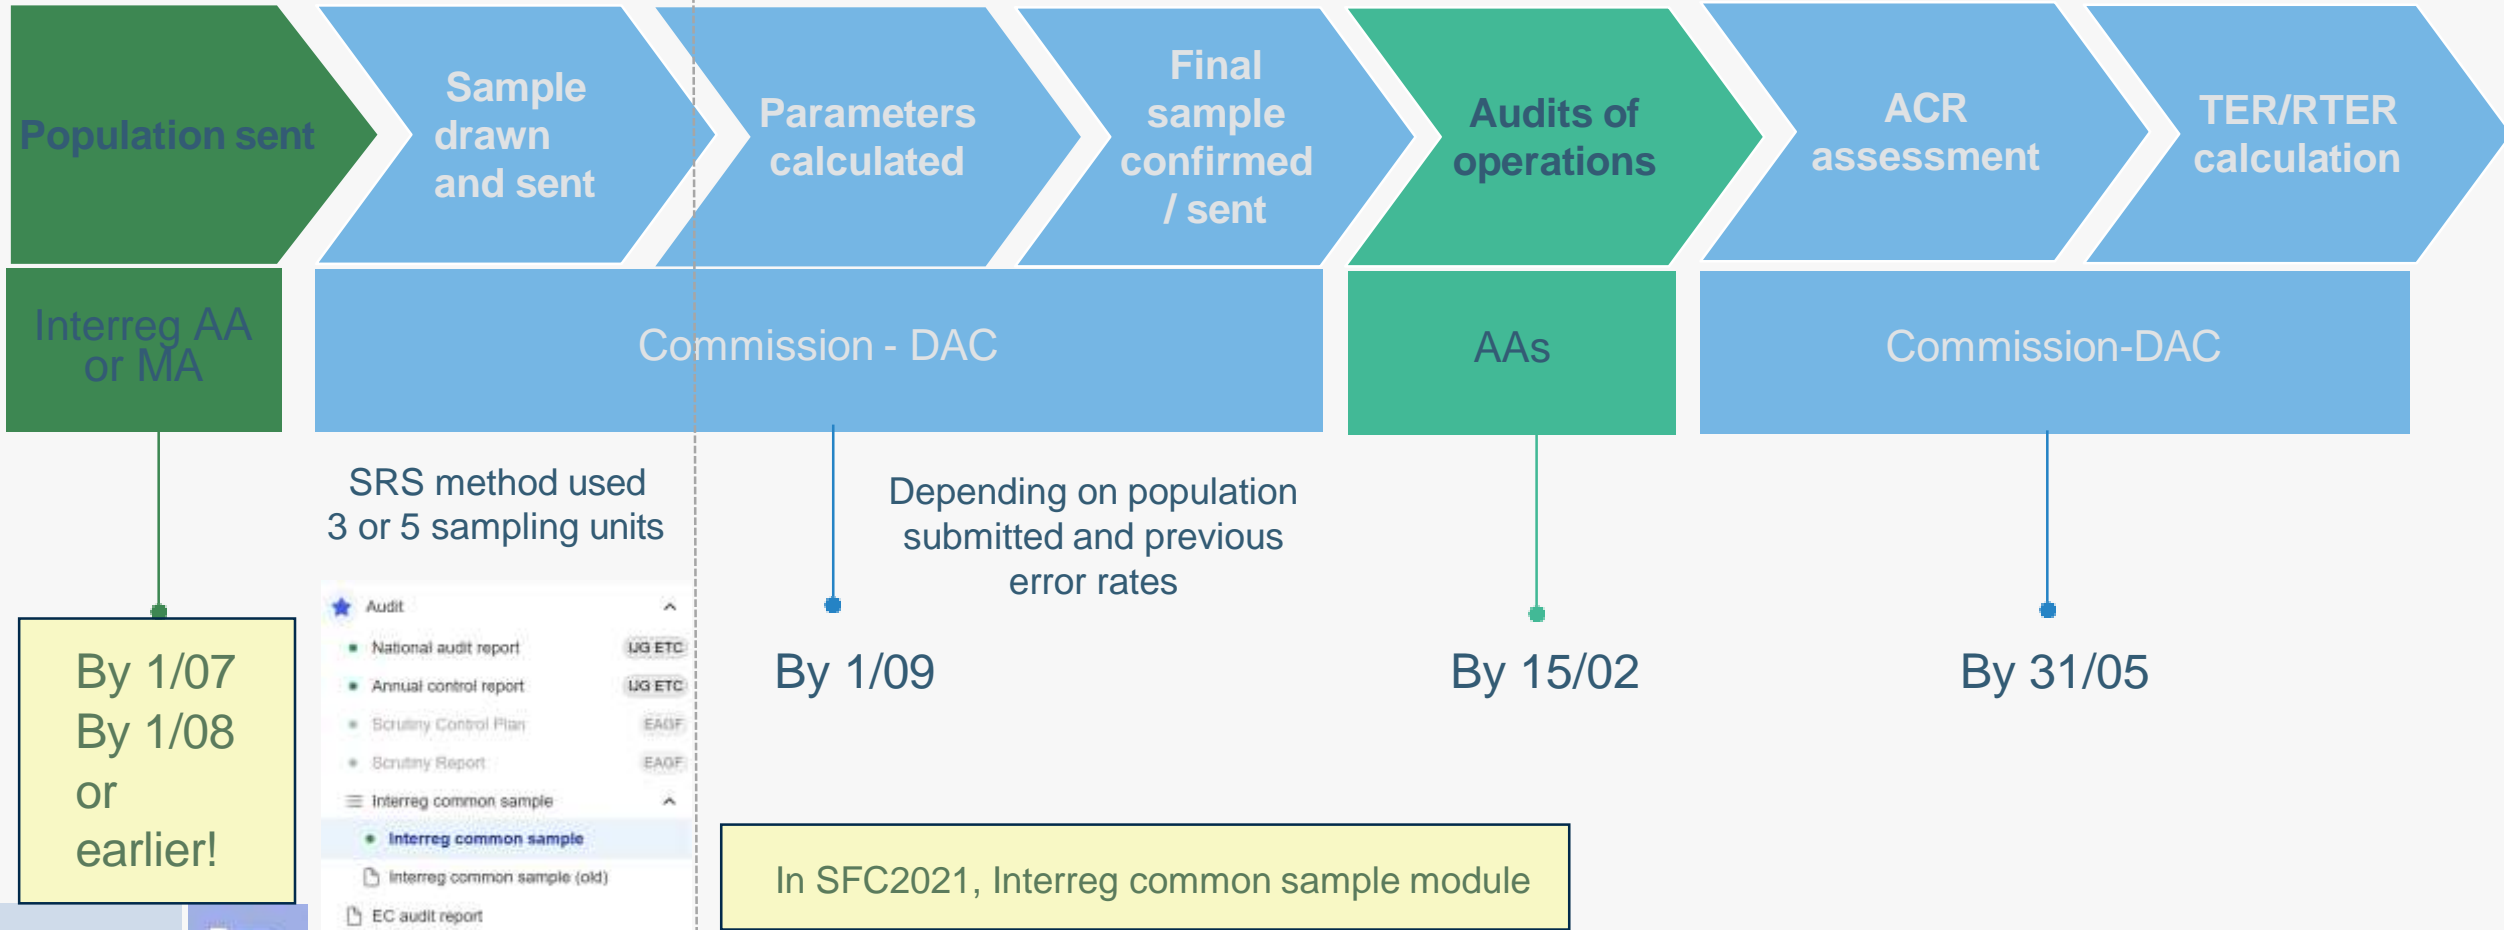 Population sent
Sample
drawn
and sent
Parameters
calculated
Final
sample
confirmed
/ sent
Audits of
operations
ACR
assessment
TER/RTER
calculation
Interreg AA
or MA
Commission - DAC
AAs
Commission-DAC
SRS method used
3 or 5 sampling units
Depending on population
submitted and previous
error rates
By 1/07
By 1/08
or
earlier!
By 1/09
By 15/02
By 31/05
Audit
National audit report IJG ETC
Annual control report IJG ETC
Scrutiny Control Plan EAGF
Scrutiny Report EAGF
Interreg common sample
Interreg common sample
Interreg common sample (old)
EC audit report
In SFC2021, Interreg common sample module